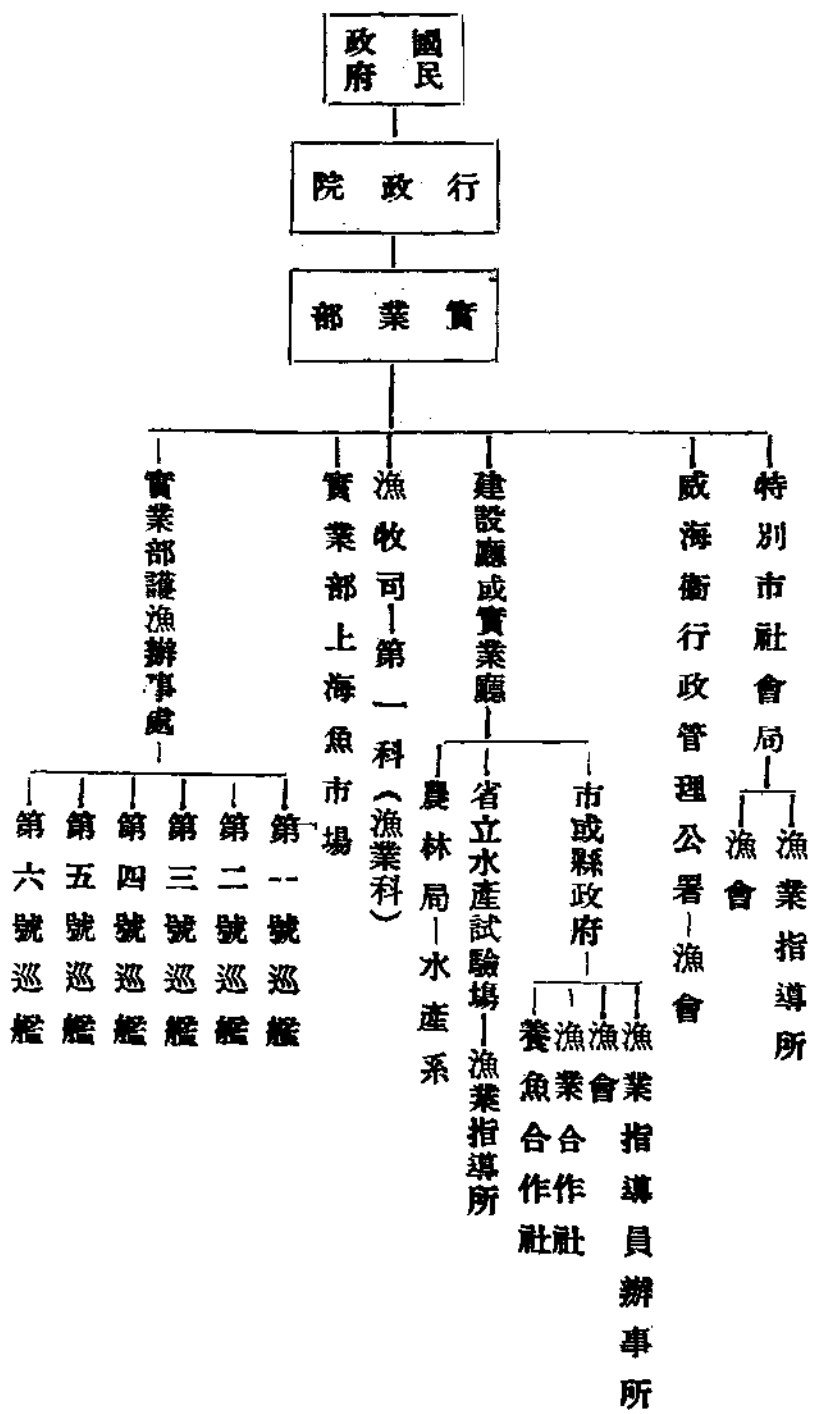 國民政府
行政院
實業部
特別市社會局
漁業指導所
漁會
威海衞行政管理公署
漁會
建設廳或實業廳
市或縣政府
漁業指導員辦事所
漁會
漁業合作社
養魚合作社
省立水產試驗塲
漁業指導所
農林局
水產系
漁牧司
第一科(漁業科)
實業部上海魚市場
實業部護漁辦事處
第一號巡艦
第二號巡艦
第三號巡艦
第四號巡艦
第五號巡艦
第六號巡艦